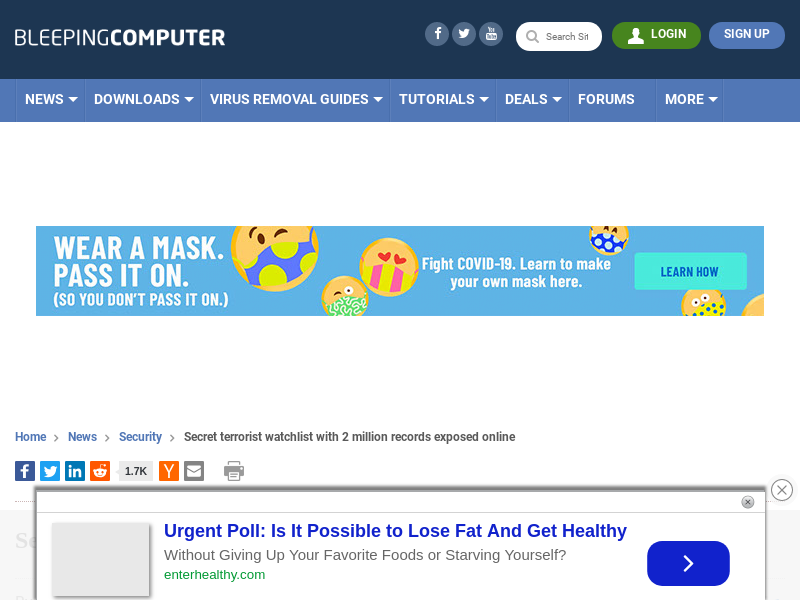 BLEEPINGCOMPUTER
Search Sit
LOGIN
SIGN UP
NEWS
DOWNLOADS
VIRUS REMOVAL GUIDES
TUTORIALS
DEALS
FORUMS
MORE
WEAR A MASK.
PASS IT ON.
(SO YOU DON'T PASS IT ON.)
Fight COVID-19. Learn to make
your own mask here.
LEARN HOW
Home
News
Security
Secret terrorist watchlist with 2 million records exposed online
1.7K
Urgent Poll: Is It Possible to Lose Fat And Get Healthy
Without Giving Up Your Favorite Foods or Starving Yourself?
enterhealthy.com